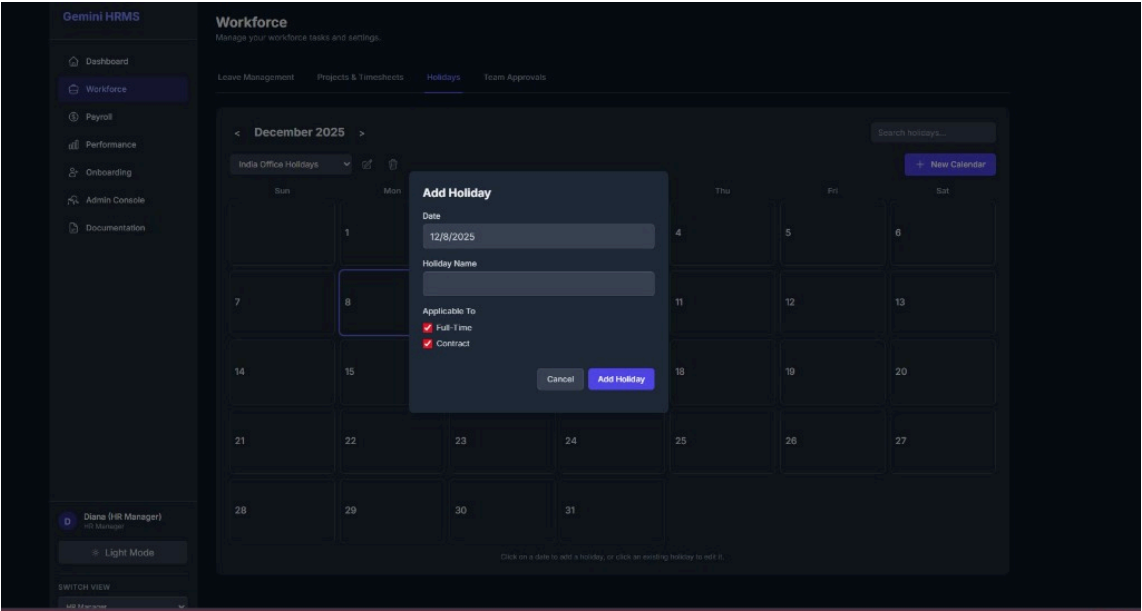 Gemini HRMS
Dashboard
Workforce
Payroll
Performance
Onboarding
Admin Console
Documentation
Diana (HR Manager)
HR Manager
Light Mode
SWITCH VIEW
HR Manager
Workforce
Manage your workforce tasks and settings.
Leave Management Projects & Timesheets Holidays Team Approvals
< December 2025 >
Search holidays...
India Office Holidays
+ New Calendar
Sun Mon Thu Fri Sat
1 4 5 6
7 8 11 12 13
14 15 18 19 20
21 22 23 24 25 26 27
28 29 30 31
Click on a date to add a holiday, or click an existing holiday to edit it.
Add Holiday
Date
12/8/2025
Holiday Name
Applicable To
Full-Time
Contract
Cancel Add Holiday